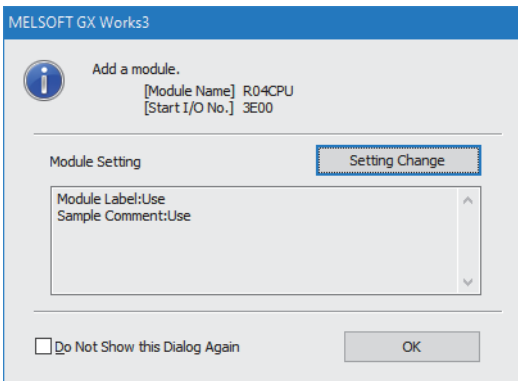 MELSOFT GX Works3
Add a module.
[Module Name] R04CPU
[Start I/O No.] 3E00
Module Setting
Setting Change
Module Label:Use
Sample Comment:Use
Do Not Show this Dialog Again
OK